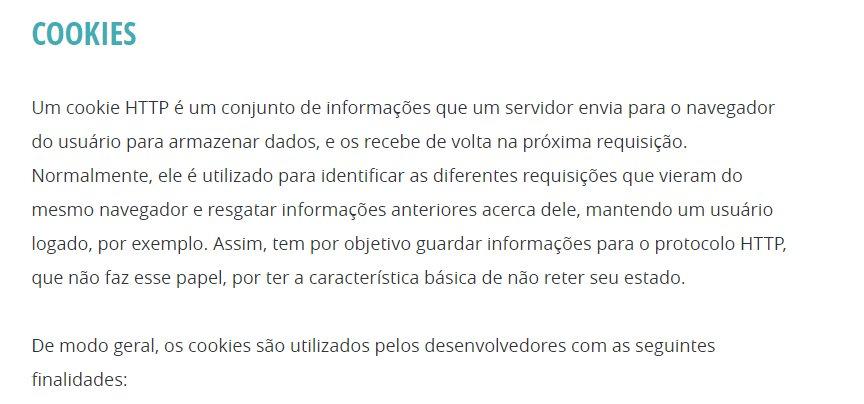 COOKIES
Um cookie HTTP é um conjunto de informações que um servidor envia para o navegador
do usuário para armazenar dados, e os recebe de volta na próxima requisição.
Normalmente, ele é utilizado para identificar as diferentes requisições que vieram do
mesmo navegador e resgatar informações anteriores acerca dele, mantendo um usuário
logado, por exemplo. Assim, tem por objetivo guardar informações para o protocolo HTTP,
que não faz esse papel, por ter a característica básica de não reter seu estado.
De modo geral, os cookies são utilizados pelos desenvolvedores com as seguintes
finalidades: